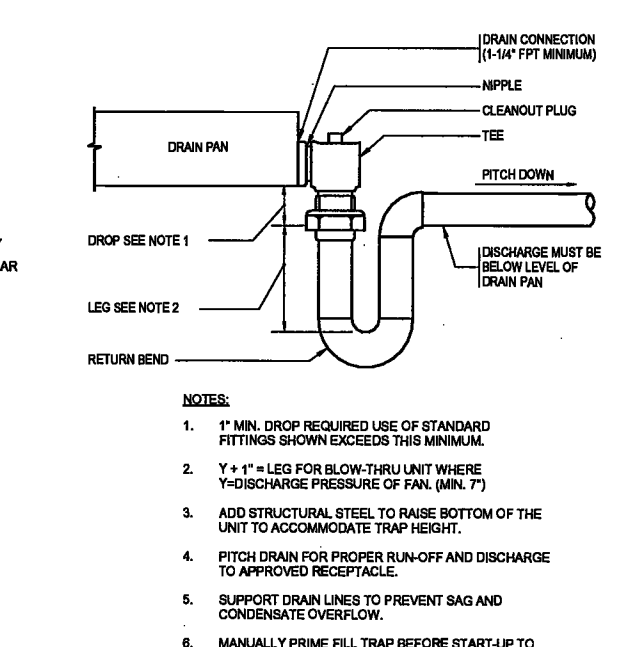 DRAIN CONNECTION
(1-1/4" FPT MINIMUM)
NIPPLE
CLEANOUT PLUG
TEE
DRAIN PAN
PITCH DOWN
DROP SEE NOTE 1
AR
DISCHARGE MUST BE
BELOW LEVEL OF
DRAIN PAN
LEG SEE NOTE 2
RETURN BEND
NOTES:
1. 1" MIN. DROP REQUIRED USE OF STANDARD
FITTINGS SHOWN EXCEEDS THIS MINIMUM.
2. Y + 1" = LEG FOR BLOW-THRU UNIT WHERE
Y=DISCHARGE PRESSURE OF FAN. (MIN. 7")
3. ADD STRUCTURAL STEEL TO RAISE BOTTOM OF THE
UNIT TO ACCOMMODATE TRAP HEIGHT.
4. PITCH DRAIN FOR PROPER RUN-OFF AND DISCHARGE
TO APPROVED RECEPTACLE.
5. SUPPORT DRAIN LINES TO PREVENT SAG AND
CONDENSATE OVERFLOW.
6. MANUALLY PRIME FILL TRAP BEFORE START-UP TO